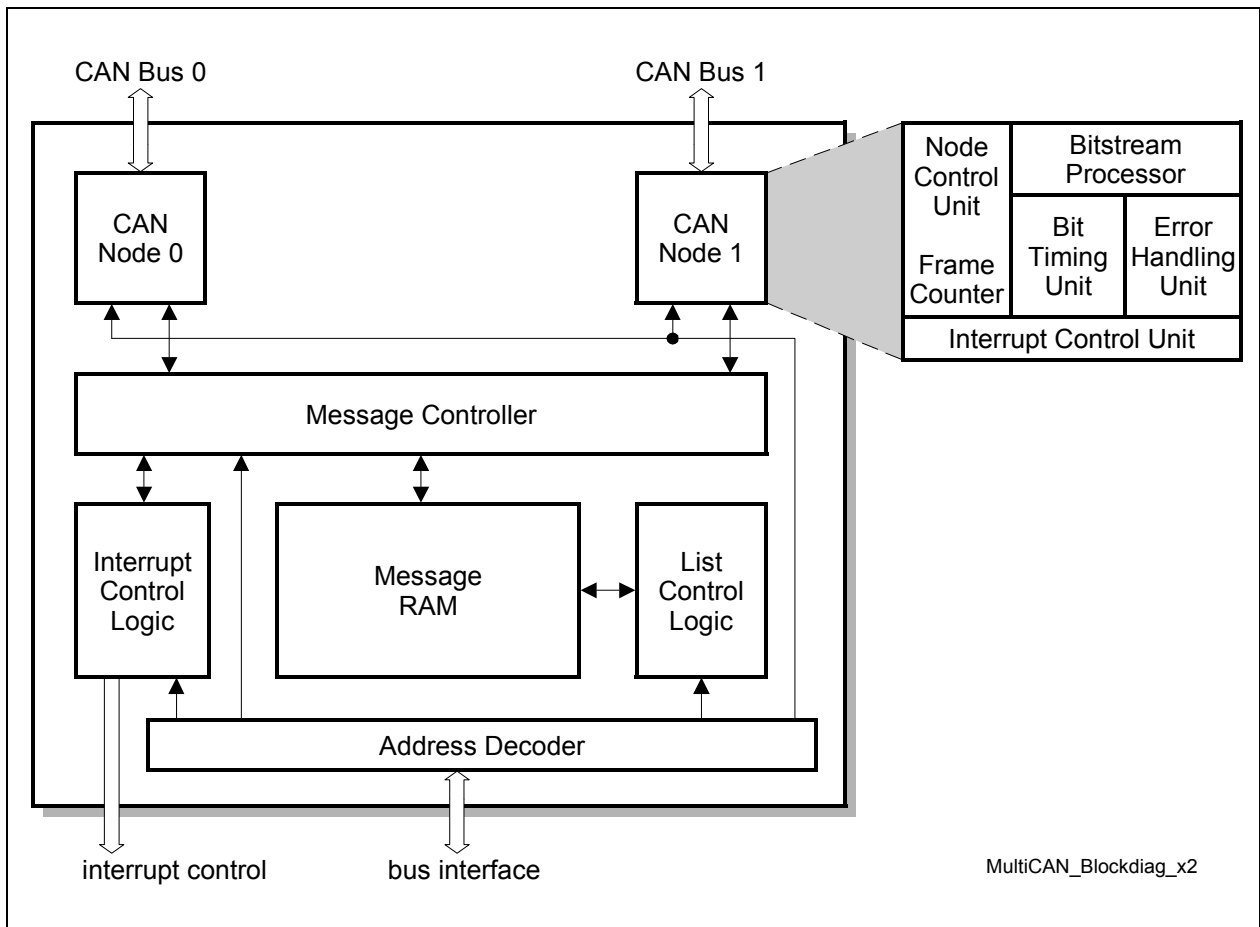 CAN Bus 0
CAN Bus 1
CAN
Node 0
CAN
Node 1
Node
Control
Unit
Frame
Counter
Bitstream
Processor
Bit
Timing
Unit
Error
Handling
Unit
Interrupt Control Unit
Message Controller
Interrupt
Control
Logic
Message
RAM
List
Control
Logic
Address Decoder
interrupt control
bus interface
MultiCAN_Blockdiag_x2